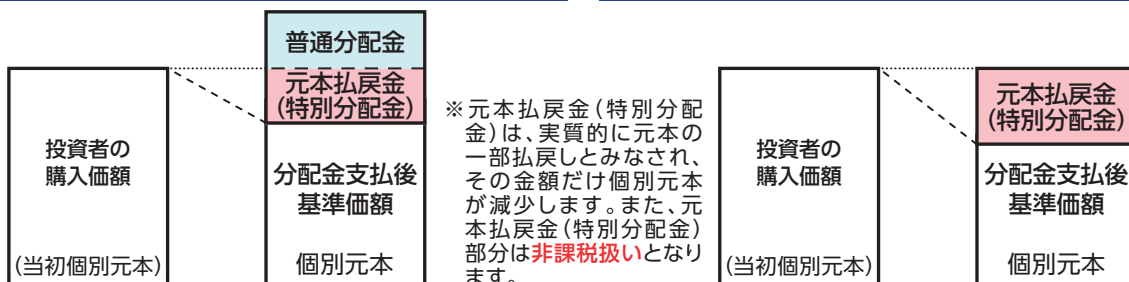 普通分配金
元本払戻金
(特別分配金)
投資者の
購入価額
(当初個別元本)
分配金支払後
基準価額
個別元本
※元本払戻金(特別分配
金)は、実質的に元本の
一部払戻しとみなされ、
その金額だけ個別元本
が減少します。また、元
本払戻金(特別分配金)
部分は非課税扱いとなり
ます。
投資者の
購入価額
(当初個別元本)
元本払戻金
(特別分配金)
分配金支払後
基準価額
個別元本